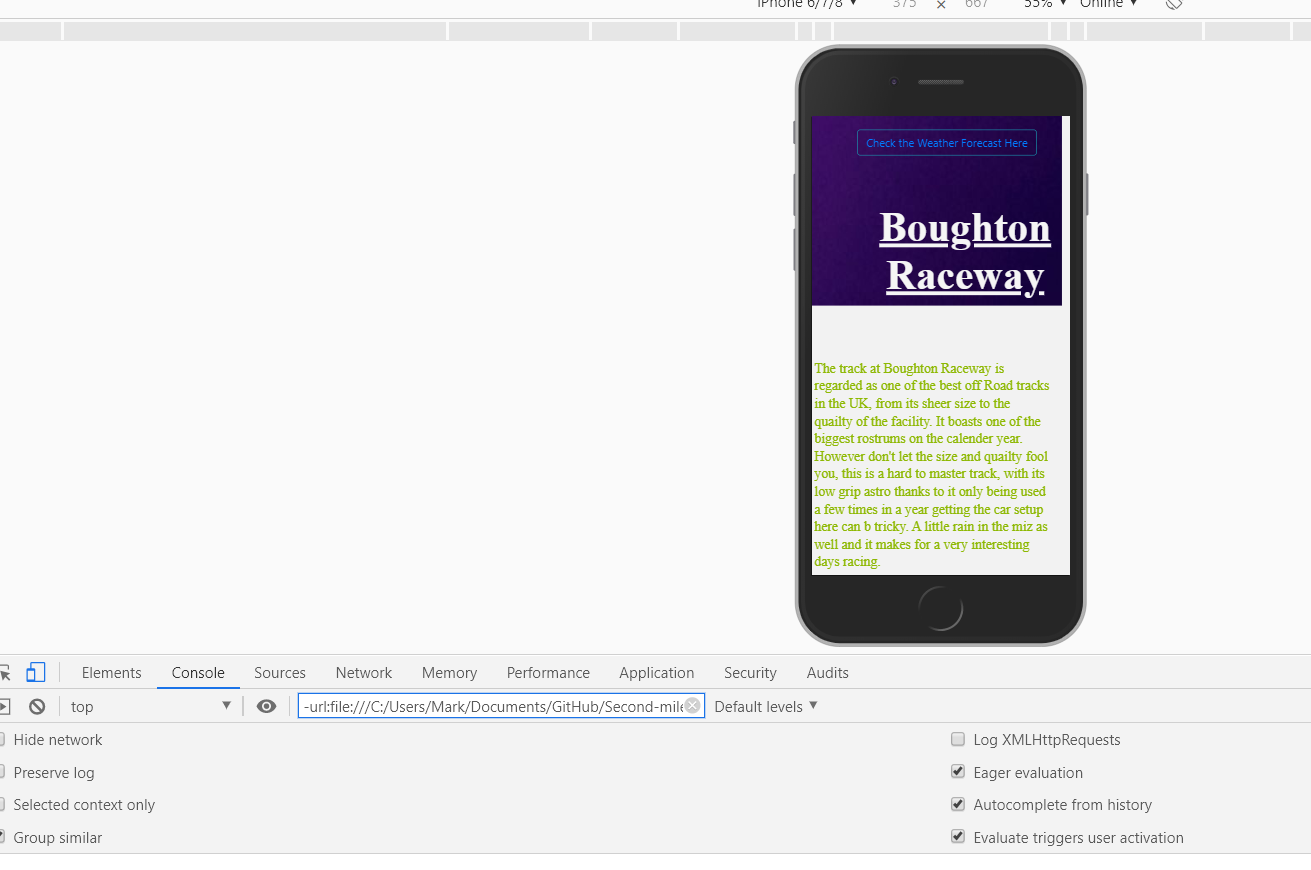 iPhone 6/7/8 ▼ 375 × 667 55% ▼ Online ▼
Check the Weather Forecast Here
Boughton
Raceway
The track at Boughton Raceway is
regarded as one of the best off Road tracks
in the UK, from its sheer size to the
quailty of the facility. It boasts one of the
biggest rostrums on the calender year.
However don't let the size and quailty fool
you, this is a hard to master track, with its
low grip astro thanks to it only being used
a few times in a year getting the car setup
here can b tricky. A little rain in the miz as
well and it makes for a very interesting
days racing.
Elements Console Sources Network Memory Performance Application Security Audits
top ▼ -url:file:///C:/Users/Mark/Documents/GitHub/Second-mile Default levels ▼
Hide network Log XMLHttpRequests
Preserve log Eager evaluation
Selected context only Autocomplete from history
Group similar Evaluate triggers user activation